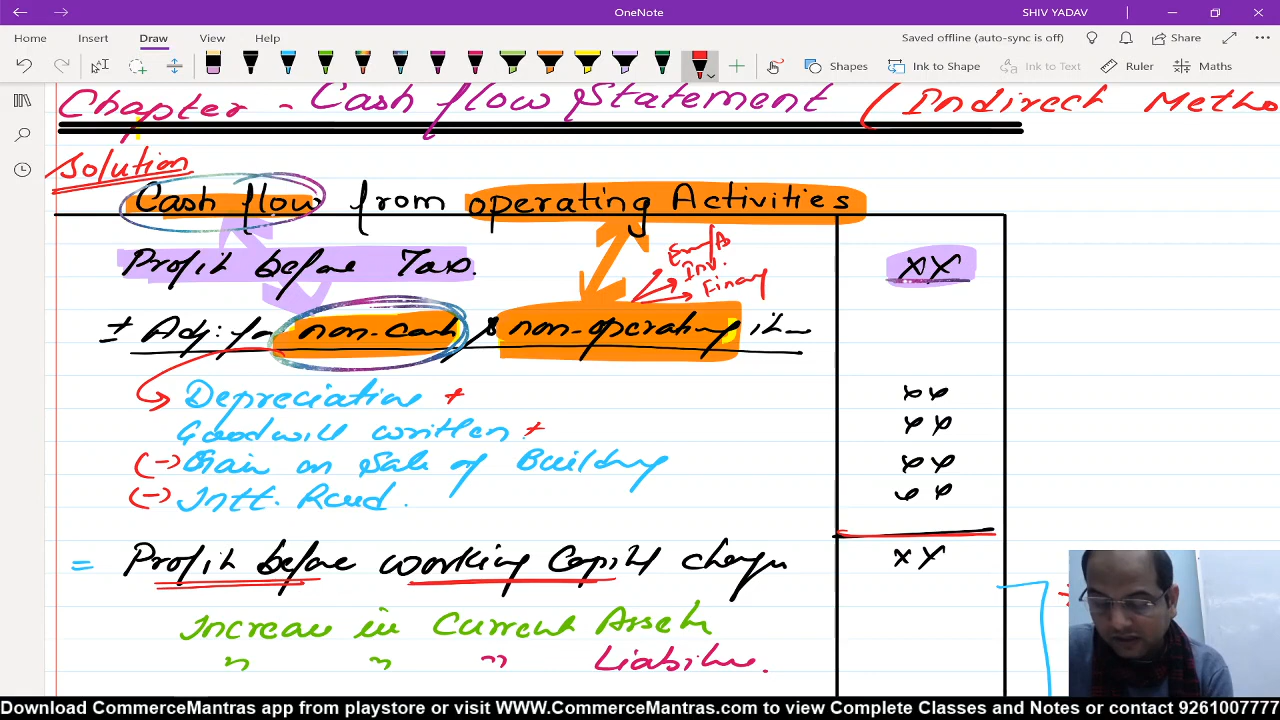 OneNote
SHIV YADAV
Home Insert Draw View Help
Saved offline (auto-sync is off)
Share
Shapes
Ink to Shape
Ink to Text
Ruler
Maths
Chapter - Cash flow Statement (Indirect Metho
Solution
Cash flow from operating Activities
Profit before Tax. XX
Inv.
Financy
± Adj: for non-cash & non-operating item
Depreciation + xx
Goodwill written + xx
(-) Gain on Sale of Building xx
(-) Intt. Recd. xx
= Profit before working Capital changes xx
Increase in Current Assets
" " " Liabilities.
Download CommerceMantras app from playstore or visit WWW.CommerceMantras.com to view Complete Classes and Notes or contact 9261007777